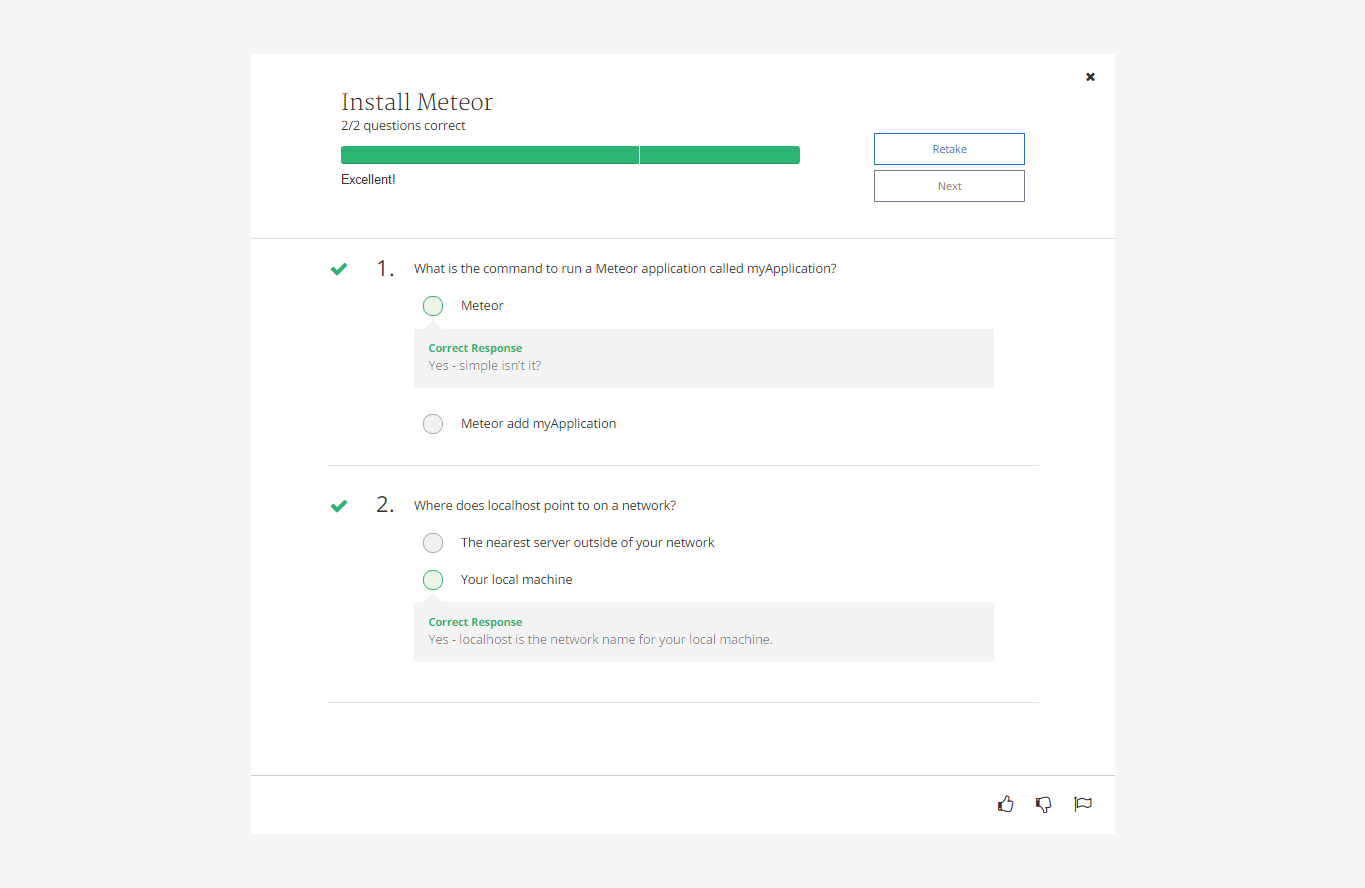 Install Meteor
2/2 questions correct
Excellent!
Retake
Next
1. What is the command to run a Meteor application called myApplication?
Meteor
Correct Response
Yes - simple isn't it?
Meteor add myApplication
2. Where does localhost point to on a network?
The nearest server outside of your network
Your local machine
Correct Response
Yes - localhost is the network name for your local machine.